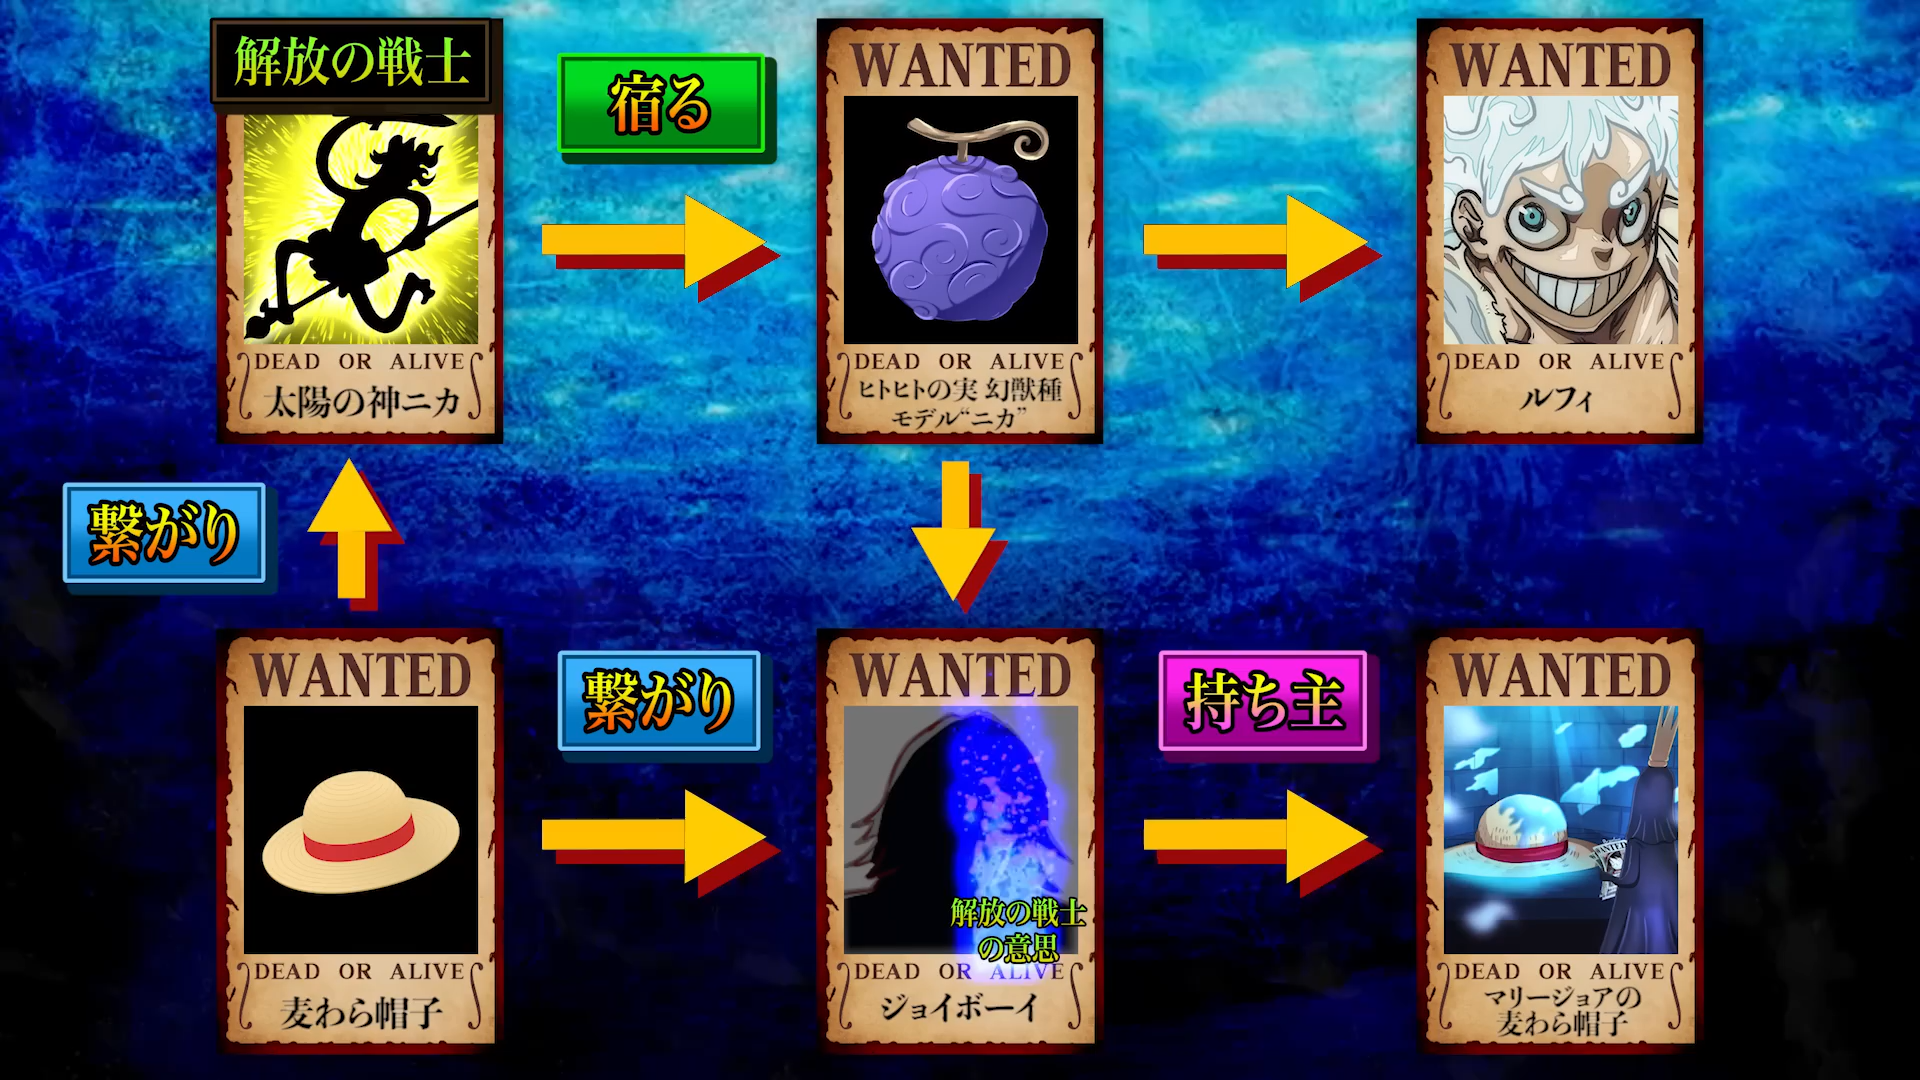 解放の戦士
DEAD OR ALIVE
太陽の神ニカ
宿る
WANTED
DEAD OR ALIVE
ヒトヒトの実 幻獣種
モデル“ニカ”
WANTED
DEAD OR ALIVE
ルフィ
繋がり
WANTED
DEAD OR ALIVE
麦わら帽子
繋がり
WANTED
解放の戦士
の意思
DEAD OR ALIVE
ジョイボーイ
持ち主
WANTED
WANTED
DEAD OR ALIVE
マリージョアの
麦わら帽子